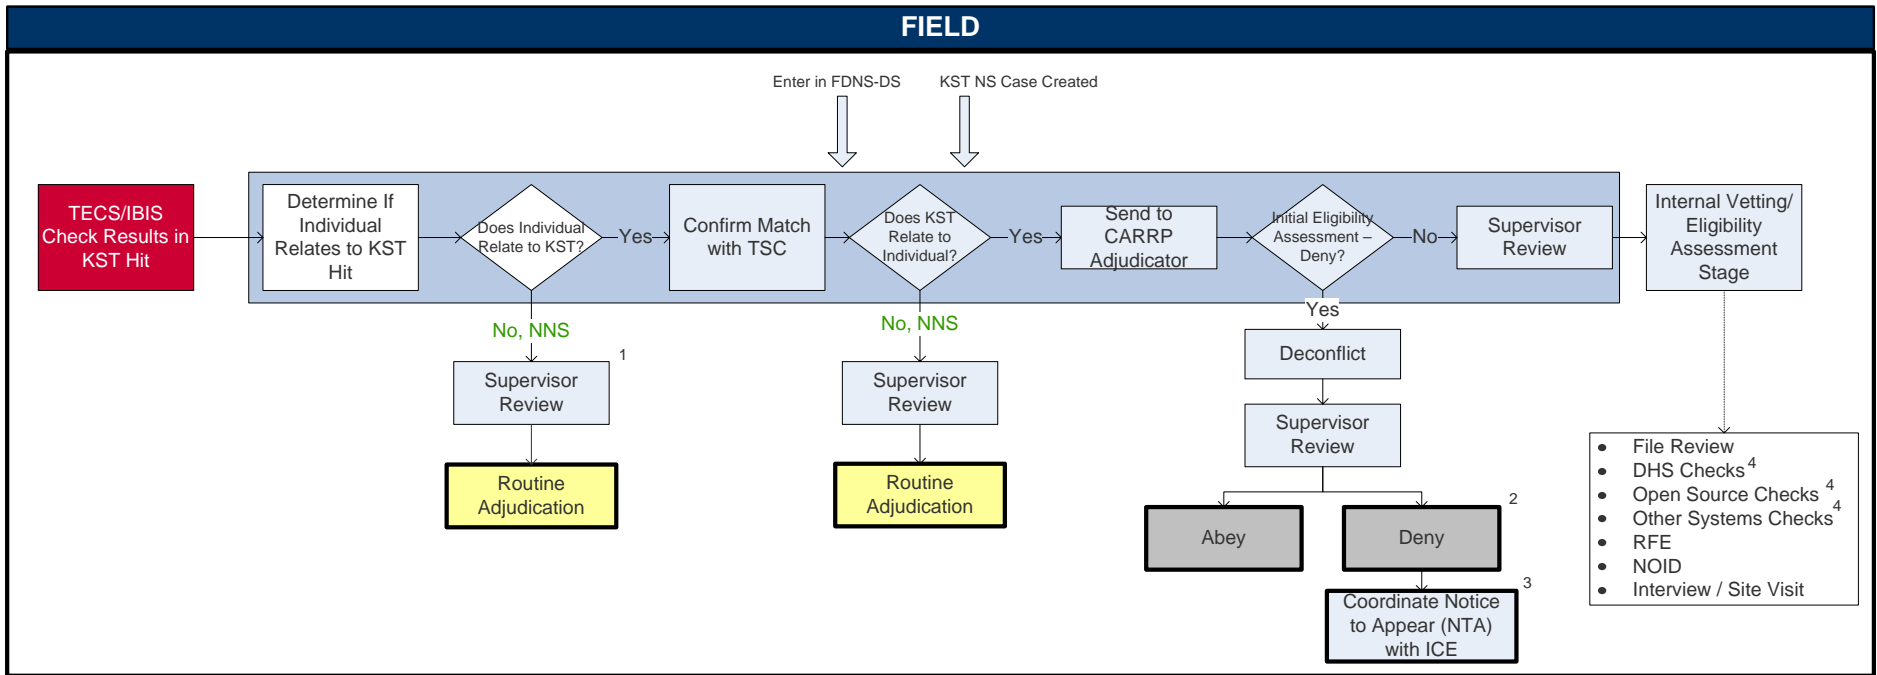 FIELD
Enter in FDNS-DS
KST NS Case Created
TECS/IBIS
Check Results in
KST Hit
Determine If
Individual
Relates to KST
Hit
Does Individual
Relate to KST?
Yes
Confirm Match
with TSC
Does KST
Relate to
Individual?
Yes
Send to
CARRP
Adjudicator
Initial Eligibility
Assessment –
Deny?
No
Supervisor
Review
Internal Vetting/
Eligibility
Assessment
Stage
No, NNS
Supervisor
Review
1
Routine
Adjudication
No, NNS
Supervisor
Review
Routine
Adjudication
Yes
Deconflict
Supervisor
Review
Abey
Deny
2
Coordinate Notice
to Appear (NTA)
with ICE
3
• File Review
• DHS Checks 4
• Open Source Checks 4
• Other Systems Checks 4
• RFE
• NOID
• Interview / Site Visit